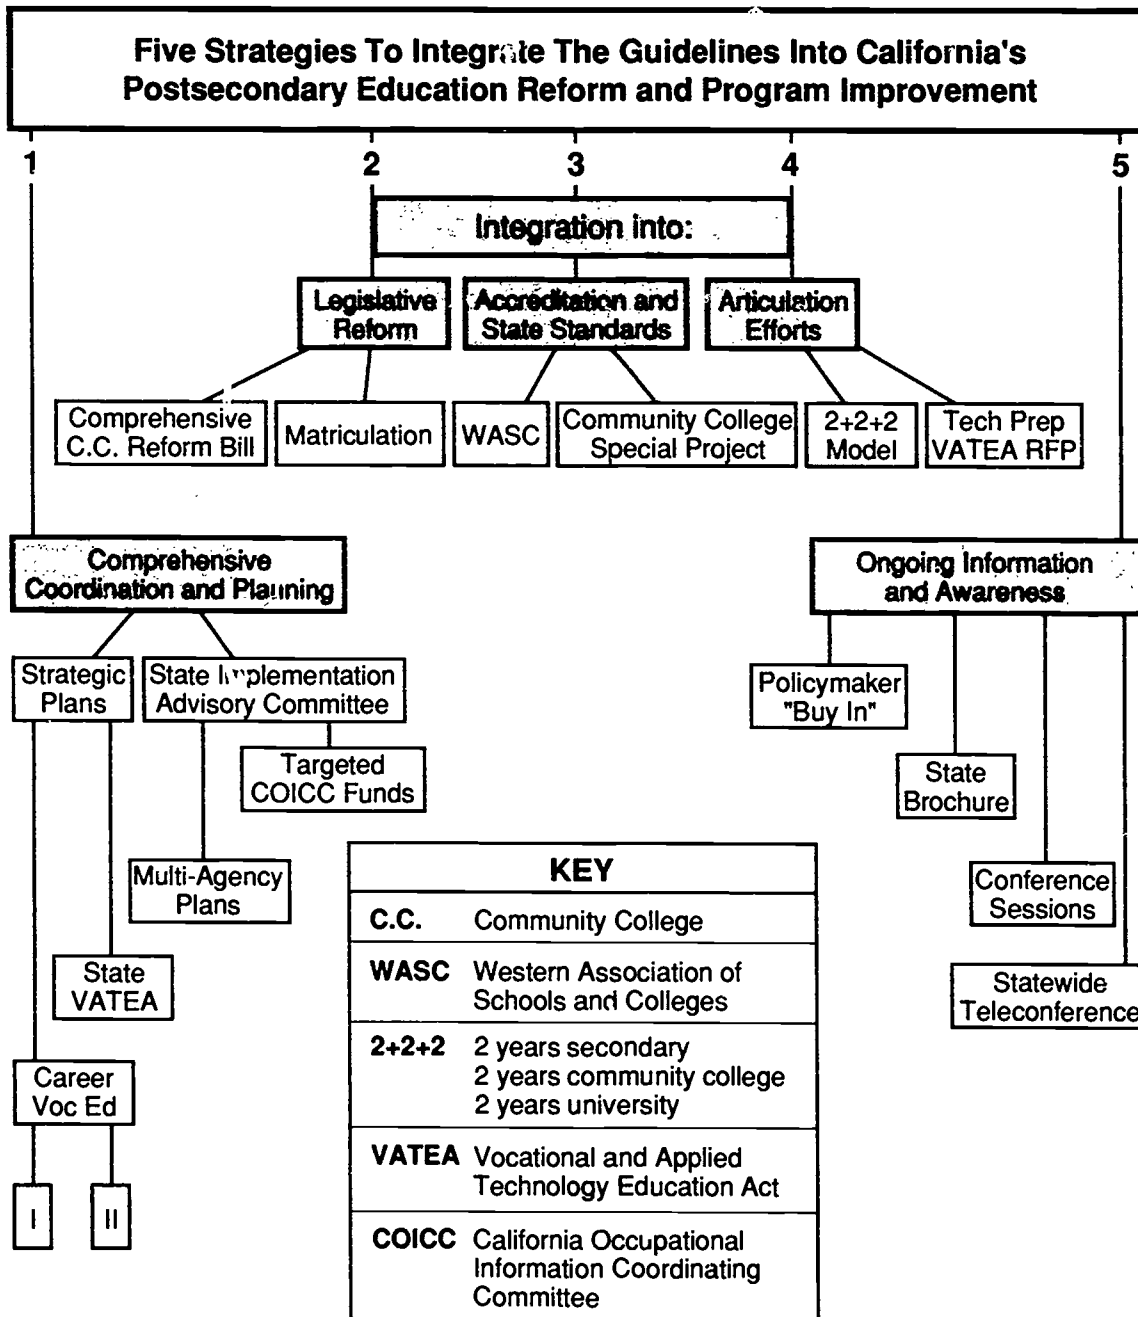 Five Strategies To Integrate The Guidelines Into California's
Postsecondary Education Reform and Program Improvement
1
2
3
4
5
Integration into:
Legislative
Reform
Accreditation and
State Standards
Articulation
Efforts
Comprehensive
C.C. Reform Bill
Matriculation
WASC
Community College
Special Project
2+2+2
Model
Tech Prep
VATEA RFP
Comprehensive
Coordination and Planning
Ongoing Information
and Awareness
Strategic
Plans
State Implementation
Advisory Committee
Policymaker
"Buy In"
Targeted
COICC Funds
State
Brochure
Multi-Agency
Plans
Conference
Sessions
State
VATEA
Statewide
Teleconference
Career
Voc Ed
I
II
KEY
C.C. Community College
WASC Western Association of
Schools and Colleges
2+2+2 2 years secondary
2 years community college
2 years university
VATEA Vocational and Applied
Technology Education Act
COICC California Occupational
Information Coordinating
Committee